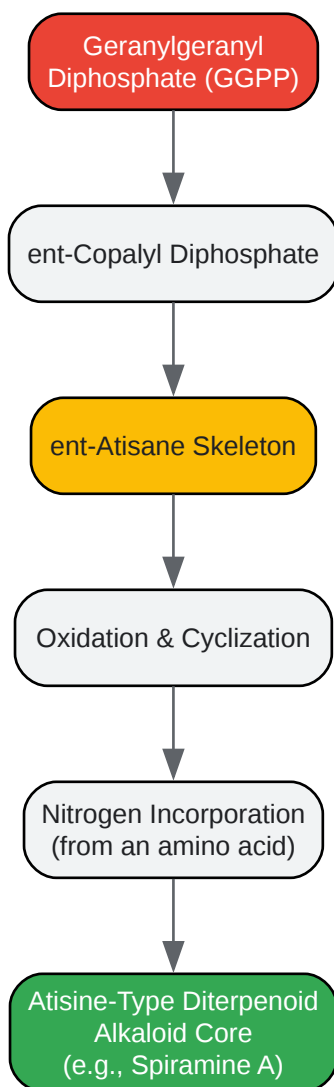 Geranylgeranyl
Diphosphate (GGPP)
ent-Copalyl Diphosphate
ent-Atisane Skeleton
Oxidation & Cyclization
Nitrogen Incorporation
(from an amino acid)
Atisine-Type Diterpenoid
Alkaloid Core
(e.g., Spiramine A)